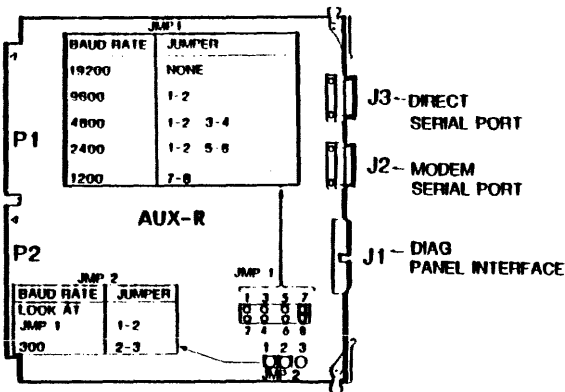 JMP 1
BAUD RATE JUMPER
19200 NONE
9600 1-2
4800 1-2 3-4
2400 1-2 5-6
1200 7-8
P1
J3 DIRECT
SERIAL PORT
J2 MODEM
SERIAL PORT
AUX-R
P2
J1 DIAG
PANEL INTERFACE
JMP 2
BAUD RATE JUMPER
LOOK AT
JMP 1 1-2
300 2-3
JMP 1
1 3 5 7
2 4 6 8
1 2 3
JMP 2